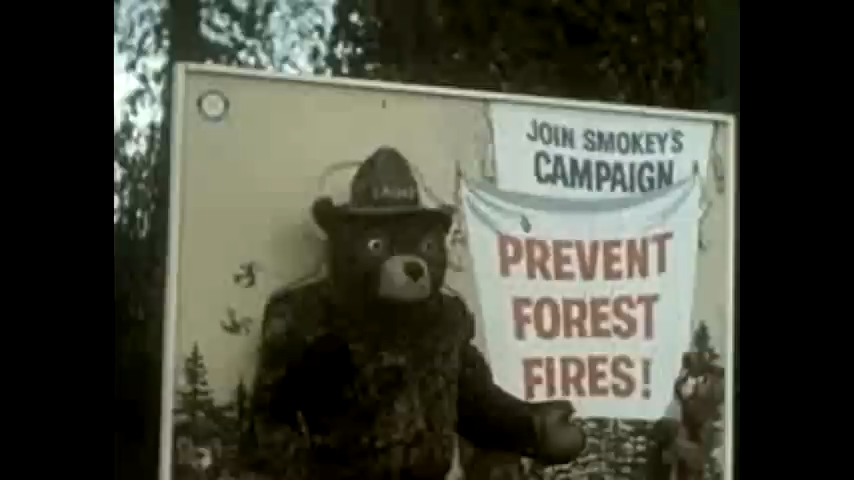 JOIN SMOKEY'S
CAMPAIGN
PREVENT
FOREST
FIRES!